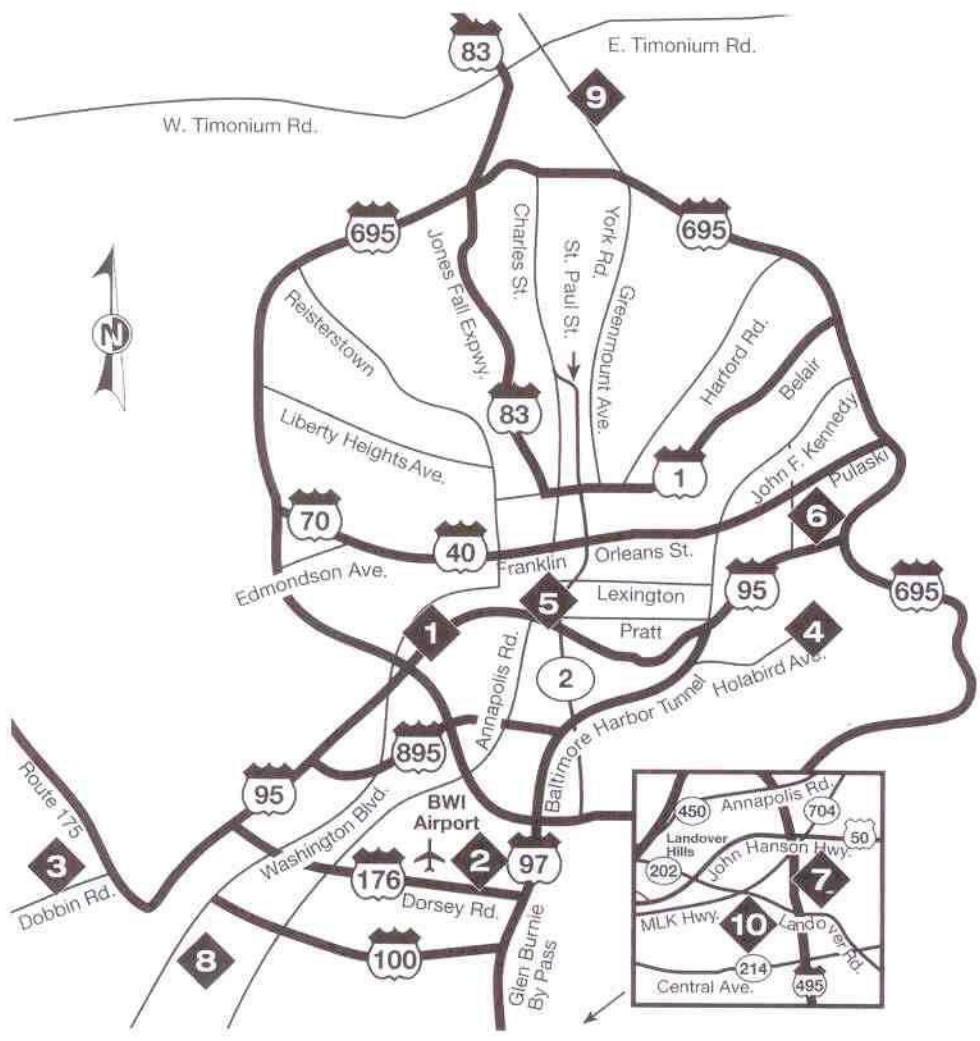 83
E. Timonium Rd.
9
W. Timonium Rd.
695
695
Jones Fall Expwy.
Charles St.
St. Paul St.
York Rd.
Greenmount Ave.
N
Reisterstown
Harford Rd.
Belair
Liberty Heights Ave.
83
1
John F. Kennedy
Pulaski
70
40
6
Franklin
Orleans St.
Edmondson Ave.
95
695
Lexington
5
1
Pratt
4
Holabird Ave.
2
Annapolis Rd.
Baltimore Harbor Tunnel
895
95
Route 175
Washington Blvd.
BWI
Airport
3
Dobbin Rd.
176
2
97
Dorsey Rd.
8
100
Glen Burnie
By Pass
450
Annapolis Rd.
704
Landover
Hills
50
John Hanson Hwy.
202
7
MLK Hwy.
10
Landover Rd.
214
Central Ave.
495